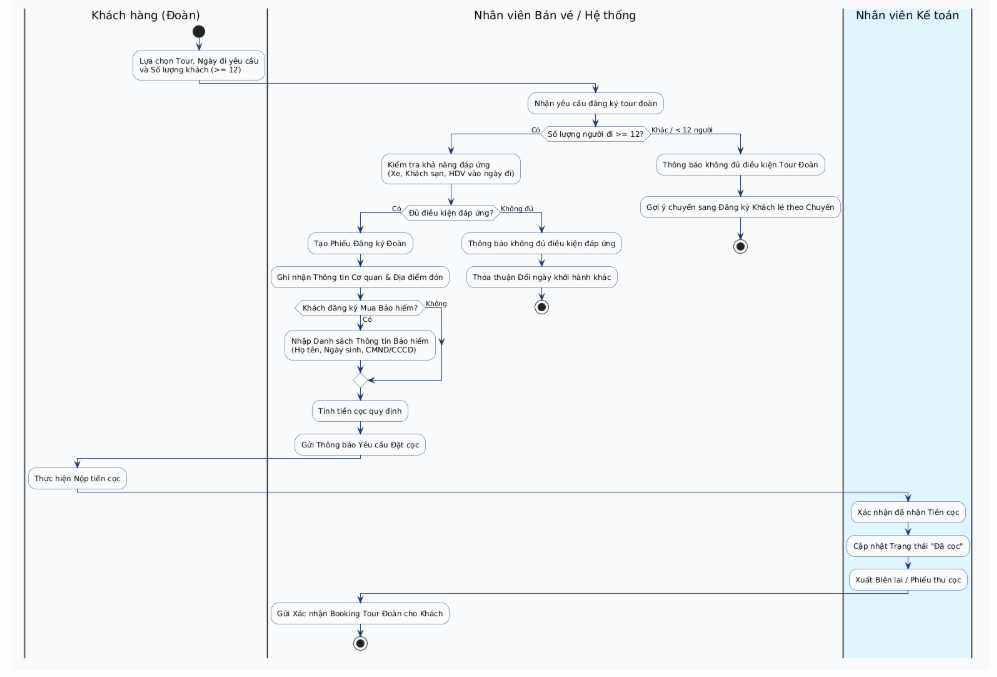 Khách hàng (Đoàn)
Nhân viên Bán vé / Hệ thống
Nhân viên Kế toán
Lựa chọn Tour, Ngày đi yêu cầu
và Số lượng khách (>= 12)
Nhận yêu cầu đăng ký tour đoàn
Số lượng người đi >= 12?
Có
Khác / < 12 người
Kiểm tra khả năng đáp ứng
(Xe, Khách sạn, HDV vào ngày đi)
Thông báo không đủ điều kiện Tour Đoàn
Gợi ý chuyển sang Đăng ký Khách lẻ theo Chuyến
Đủ điều kiện đáp ứng?
Có
Không đủ
Tạo Phiếu Đăng ký Đoàn
Thông báo không đủ điều kiện đáp ứng
Ghi nhận Thông tin Cơ quan & Địa điểm đón
Thỏa thuận Đổi ngày khởi hành khác
Khách đăng ký Mua Bảo hiểm?
Không
Có
Nhập Danh sách Thông tin Bảo hiểm
(Họ tên, Ngày sinh, CMND/CCCD)
Tính tiền cọc quy định
Gửi Thông báo Yêu cầu Đặt cọc
Thực hiện Nộp tiền cọc
Xác nhận đã nhận Tiền cọc
Cập nhật Trạng thái "Đã cọc"
Xuất Biên lai / Phiếu thu cọc
Gửi Xác nhận Booking Tour Đoàn cho Khách